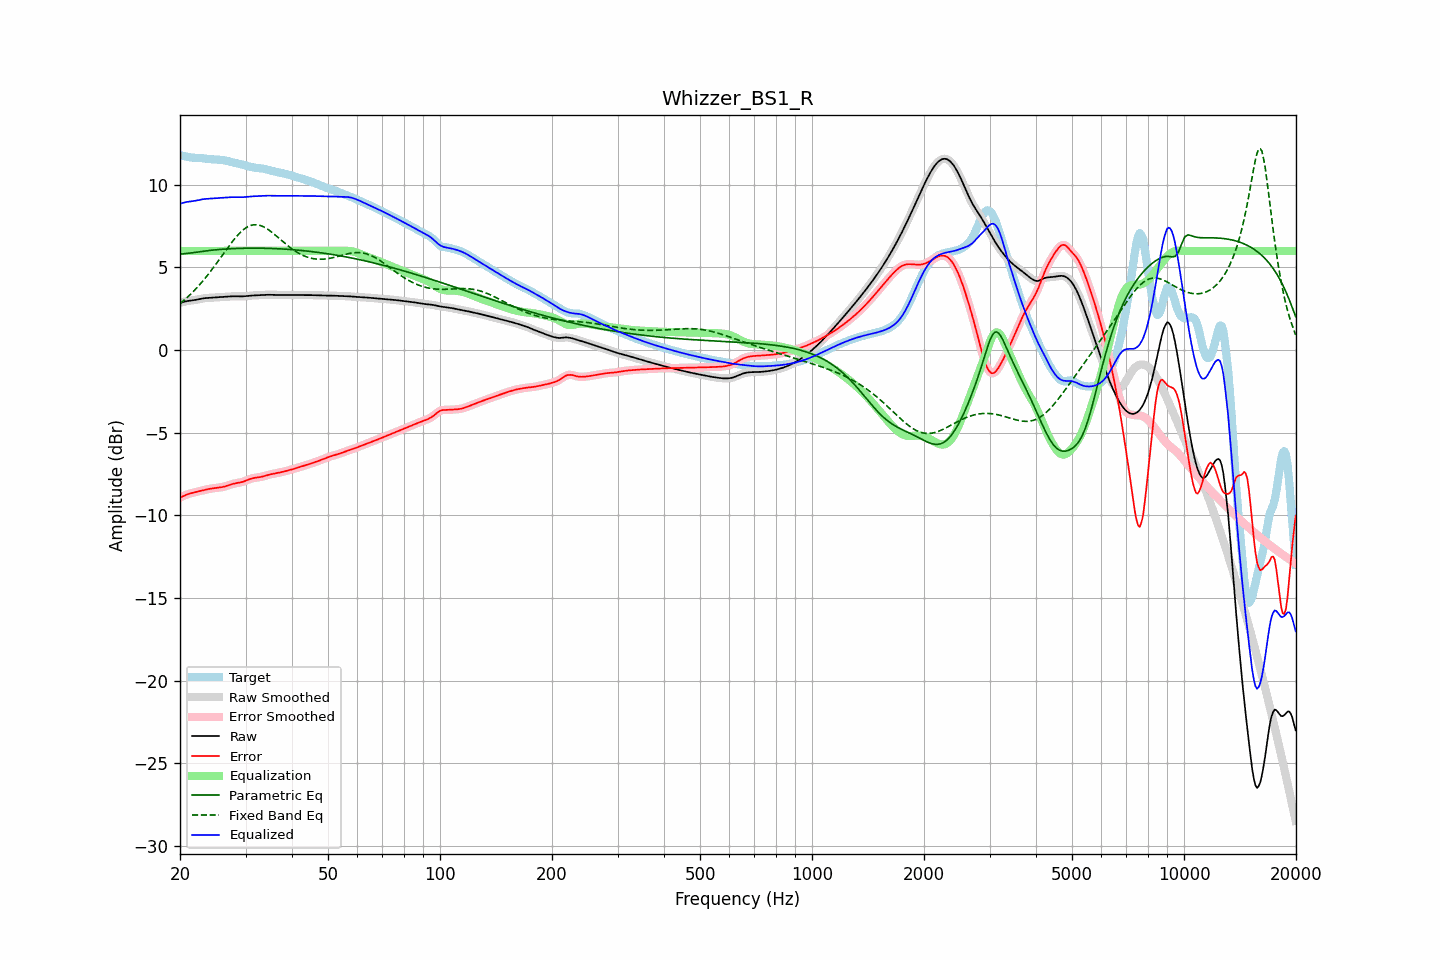 Whizzer_BS1_R
Amplitude (dBr)
10
5
0
−5
−10
−15
−20
−25
−30
Target
Raw Smoothed
Error Smoothed
Raw
Error
Equalization
Parametric Eq
Fixed Band Eq
Equalized
20 50 100 200 500 1000 2000 5000 10000 20000
Frequency (Hz)